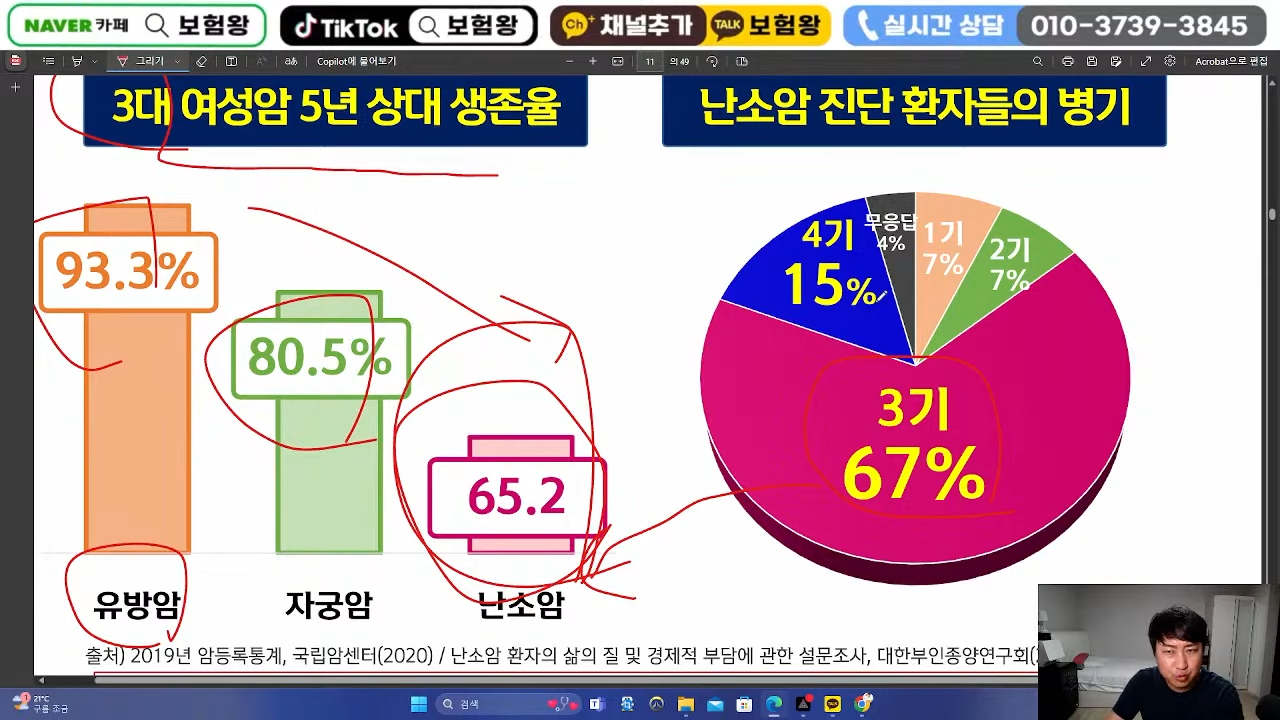 NAVER 카페 보험왕
TikTok 보험왕
Ch+ 채널추가 TALK 보험왕
실시간 상담 010-3739-3845
그리기 Copilot에 물어보기 11 의 49 Acrobat으로 편집
3대 여성암 5년 상대 생존율
93.3%
80.5%
65.2
유방암 자궁암 난소암
난소암 진단 환자들의 병기
무응답
4%
1기
7%
2기
7%
4기
15%
3기
67%
출처) 2019년 암등록통계, 국립암센터(2020) / 난소암 환자의 삶의 질 및 경제적 부담에 관한 설문조사, 대한부인종양연구회(
21°C
구름 조금
검색